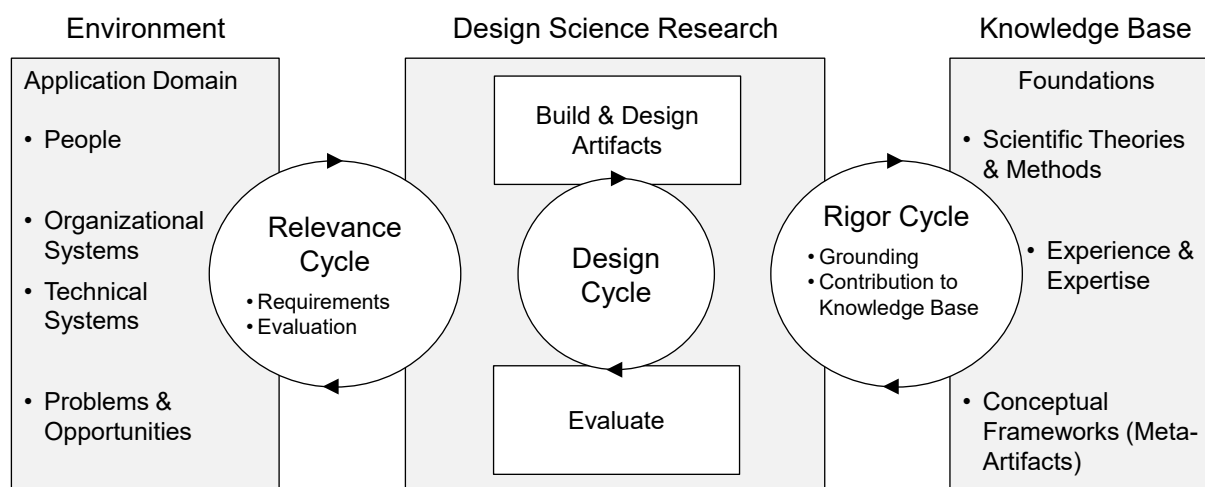 Environment
Design Science Research
Knowledge Base
Application Domain
• People
• Organizational
Systems
• Technical
Systems
• Problems &
Opportunities
Relevance
Cycle
• Requirements
• Evaluation
Build & Design
Artifacts
Design
Cycle
Evaluate
Rigor Cycle
• Grounding
• Contribution to
Knowledge Base
Foundations
• Scientific Theories
& Methods
• Experience &
Expertise
• Conceptual
Frameworks (Meta-
Artifacts)